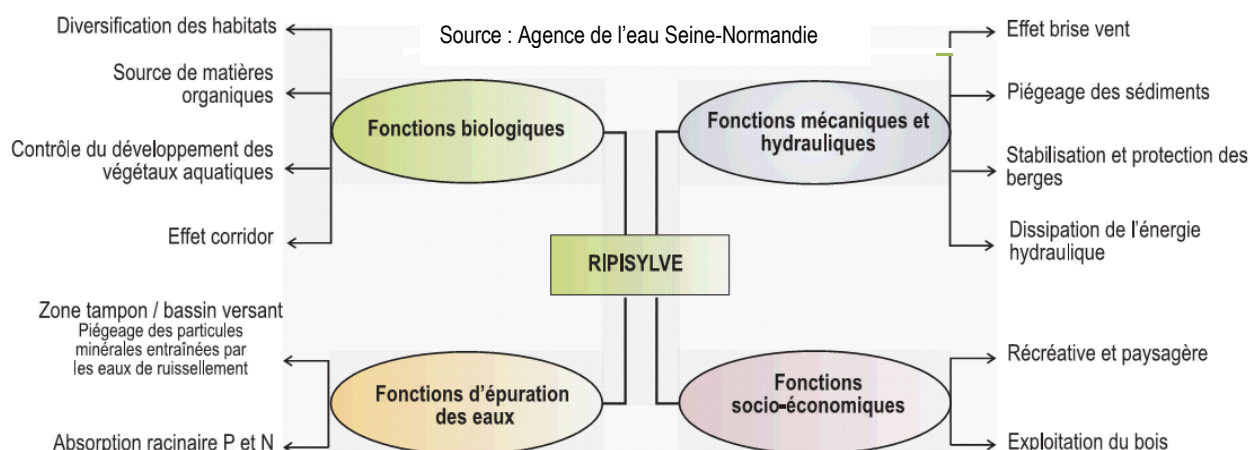 Source : Agence de l'eau Seine-Normandie
Diversification des habitats
Source de matières
organiques
Contrôle du développement des
végétaux aquatiques
Effet corridor
Fonctions biologiques
Fonctions mécaniques et
hydrauliques
Effet brise vent
Piégeage des sédiments
Stabilisation et protection des
berges
Dissipation de l'énergie
hydraulique
RIPISYLVE
Zone tampon / bassin versant
Piégeage des particules
minérales entraînées par
les eaux de ruissellement
Absorption racinaire P et N
Fonctions d'épuration
des eaux
Fonctions
socio-économiques
Récréative et paysagère
Exploitation du bois